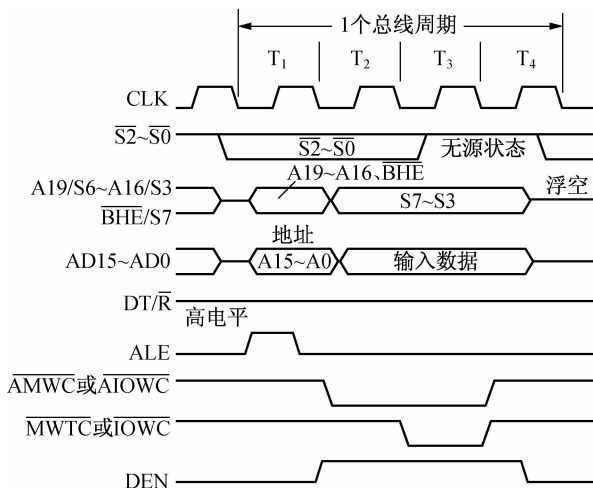 1个总线周期
T1 T2 T3 T4
CLK
S2~S0 S2~S0 无源状态
A19~A16、BHE
A19/S6~A16/S3 S7~S3 浮空
BHE/S7
地址
AD15~AD0 A15~A0 输入数据
DT/R
高电平
ALE
AMWC或AIOWC
MWTC或IOWC
DEN